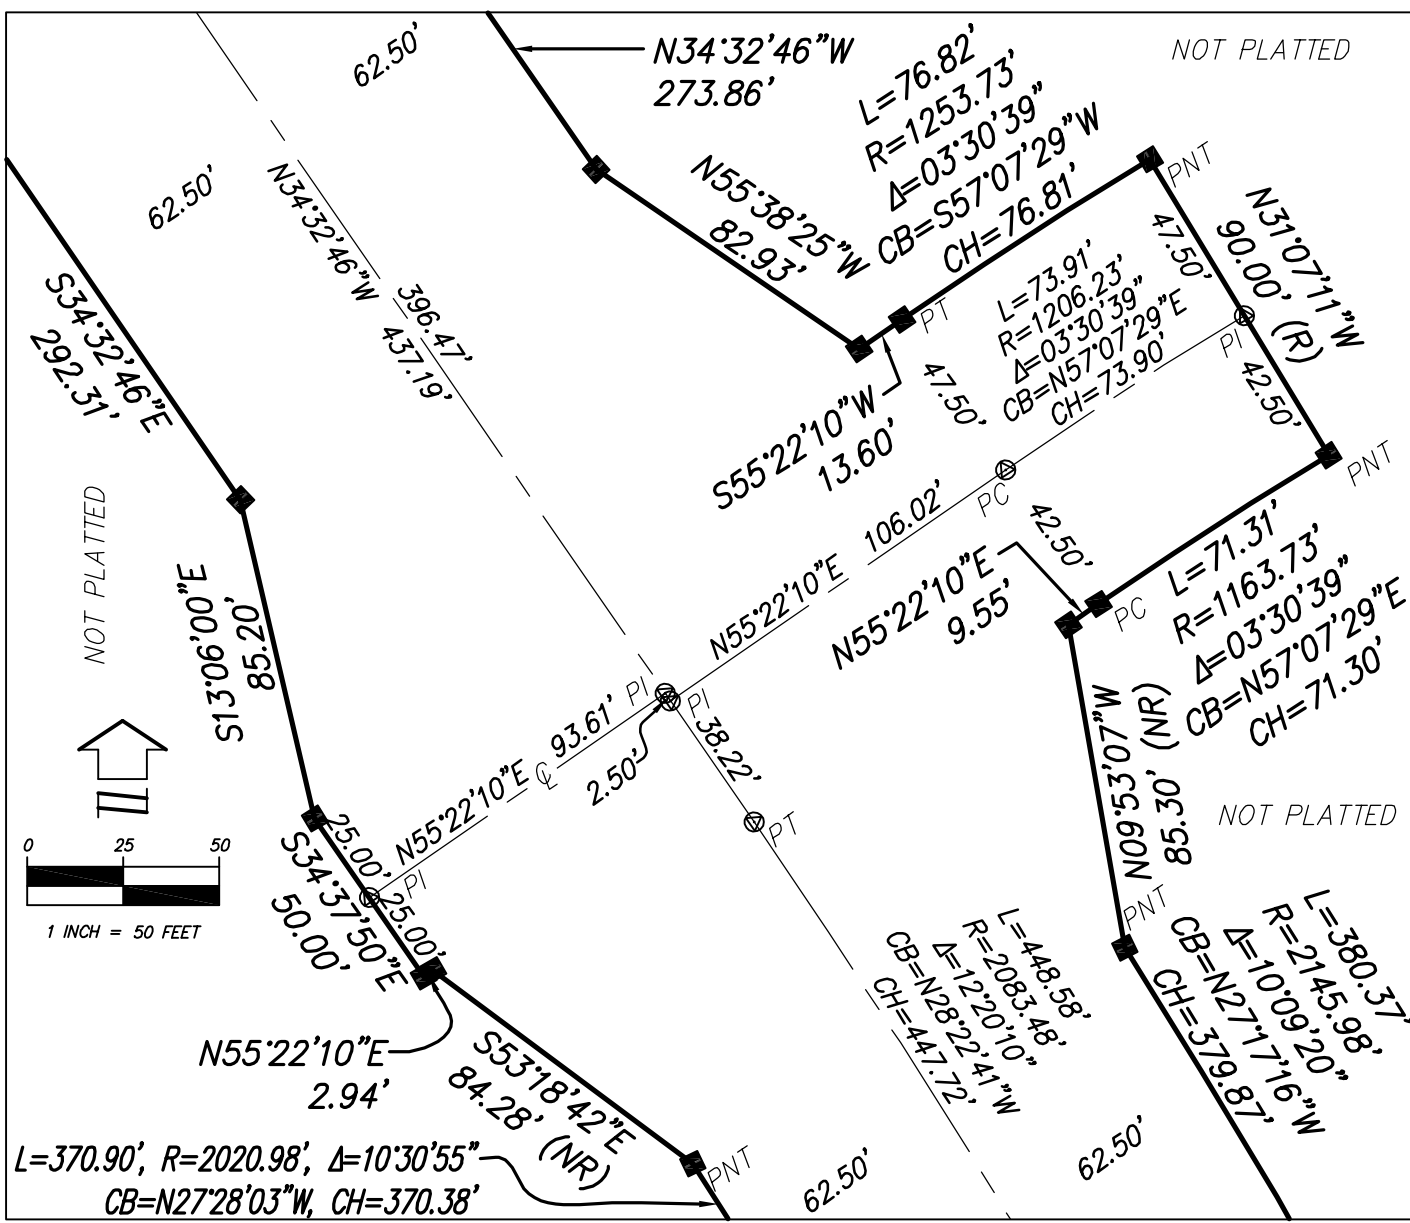 62.50'
N34°32'46"W
273.86'
NOT PLATTED
L=76.82'
R=1253.73'
Δ=03°30'39"
CB=S57°07'29"W
CH=76.81'
62.50'
N34°32'46"W
396.47'
437.19'
N55°38'25"W
82.93'
PNT
47.50'
N31°07'11"W
90.00' (R)
PT
L=73.91'
R=1206.23'
Δ=03°30'39"
CB=N57°07'29"E
CH=73.90'
PI
42.50'
S34°32'46"E
292.31'
47.50'
S55°22'10"W
13.60'
PNT
NOT PLATTED
N55°22'10"E 106.02'
PC
42.50'
N55°22'10"E
9.55'
PC
L=71.31'
R=1163.73'
Δ=03°30'39"
CB=N57°07'29"E
CH=71.30'
S13°06'00"E
85.20'
PI
PI
2.50'
38.22'
PT
N55°22'10"E ℄ 93.61'
N09°53'07"W
85.30' (NR)
NOT PLATTED
0 25 50
1 INCH = 50 FEET
25.00'
PI
25.00'
S34°37'50"E
50.00'
PNT
L=380.37'
R=2145.98'
Δ=10°09'20"
CB=N27°17'16"W
CH=379.87'
L=448.58'
R=2083.48'
Δ=12°20'10"
CB=N28°22'41"W
CH=447.72'
N55°22'10"E
2.94'
S53°18'42"E
84.28' (NR)
PNT
L=370.90', R=2020.98', Δ=10°30'55"
CB=N27°28'03"W, CH=370.38'
62.50'
62.50'